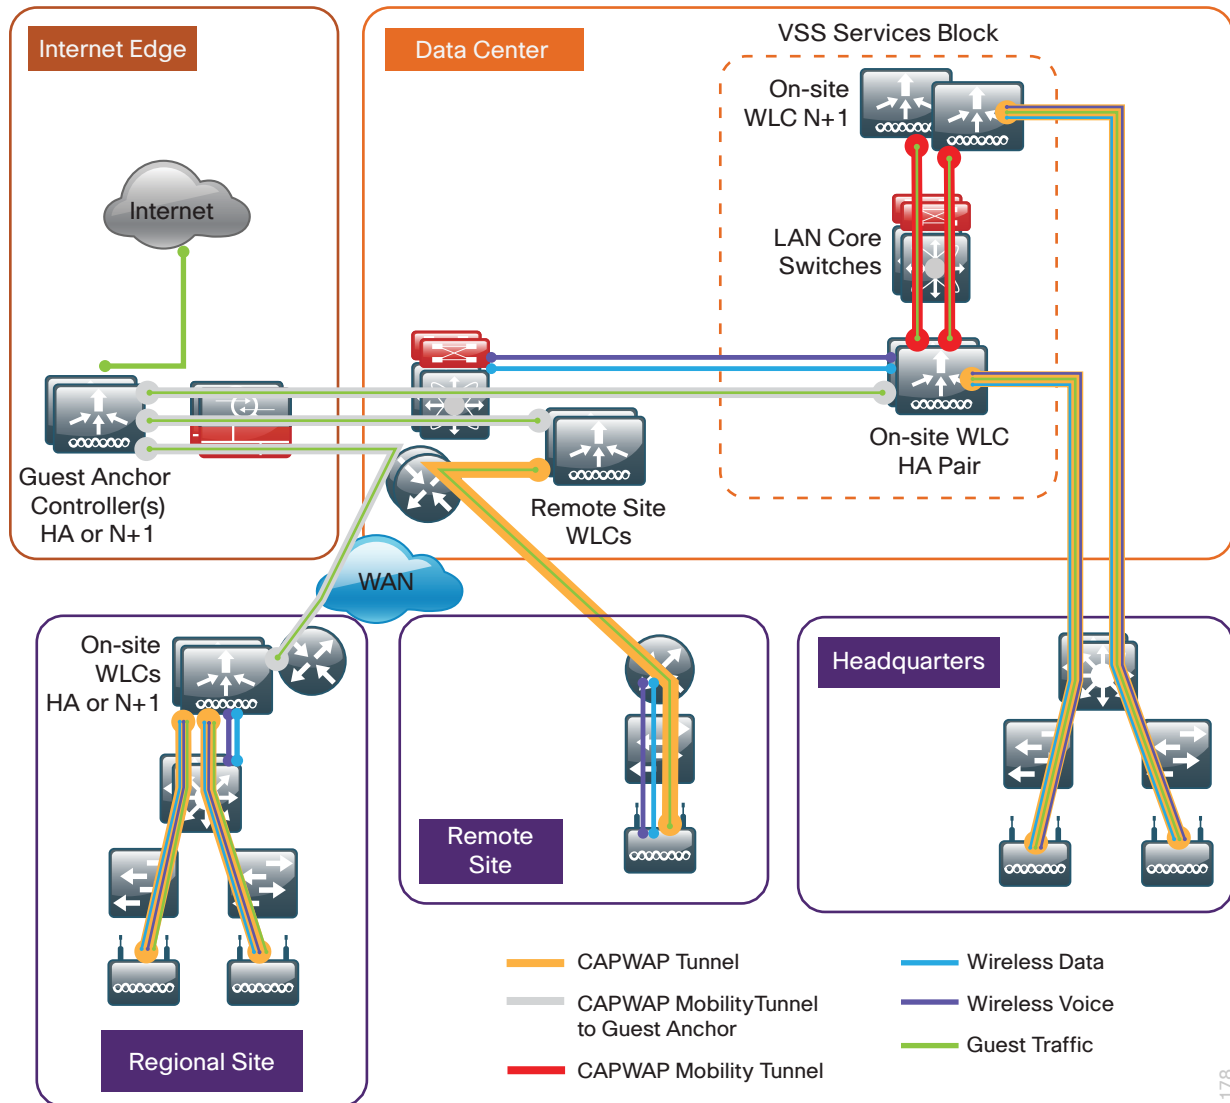 Internet Edge
Data Center
VSS Services Block
On-site
WLC N+1
Internet
LAN Core
Switches
Guest Anchor
Controller(s)
HA or N+1
On-site WLC
HA Pair
Remote Site
WLCs
WAN
On-site
WLCs
HA or N+1
Headquarters
Remote
Site
Regional Site
CAPWAP Tunnel
CAPWAP MobilityTunnel
to Guest Anchor
CAPWAP Mobility Tunnel
Wireless Data
Wireless Voice
Guest Traffic